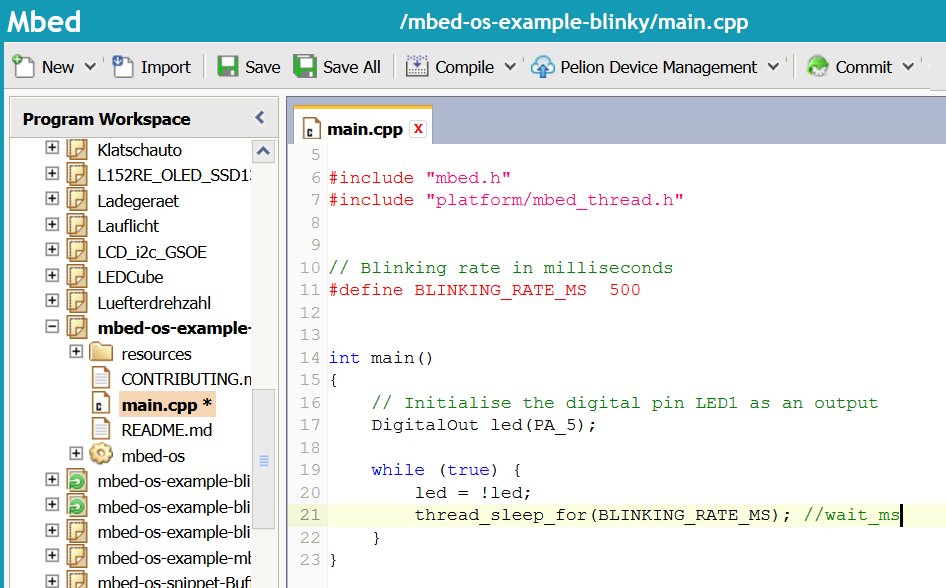 Mbed
/mbed-os-example-blinky/main.cpp
New Import Save Save All Compile Pelion Device Management Commit
Program Workspace
Klatschauto
L152RE_OLED_SSD13
Ladegeraet
Lauflicht
LCD_i2c_GSOE
LEDCube
Luefterdrehzahl
mbed-os-example-
resources
CONTRIBUTING.m
main.cpp *
README.md
mbed-os
mbed-os-example-bli
mbed-os-example-bli
mbed-os-example-bli
mbed-os-example-mb
mbed-os-snippet-Buf
main.cpp x
5
6 #include "mbed.h"
7 #include "platform/mbed_thread.h"
8
9
10 // Blinking rate in milliseconds
11 #define BLINKING_RATE_MS  500
12
13
14 int main()
15 {
16     // Initialise the digital pin LED1 as an output
17     DigitalOut led(PA_5);
18
19     while (true) {
20         led = !led;
21         thread_sleep_for(BLINKING_RATE_MS); //wait_ms
22     }
23 }